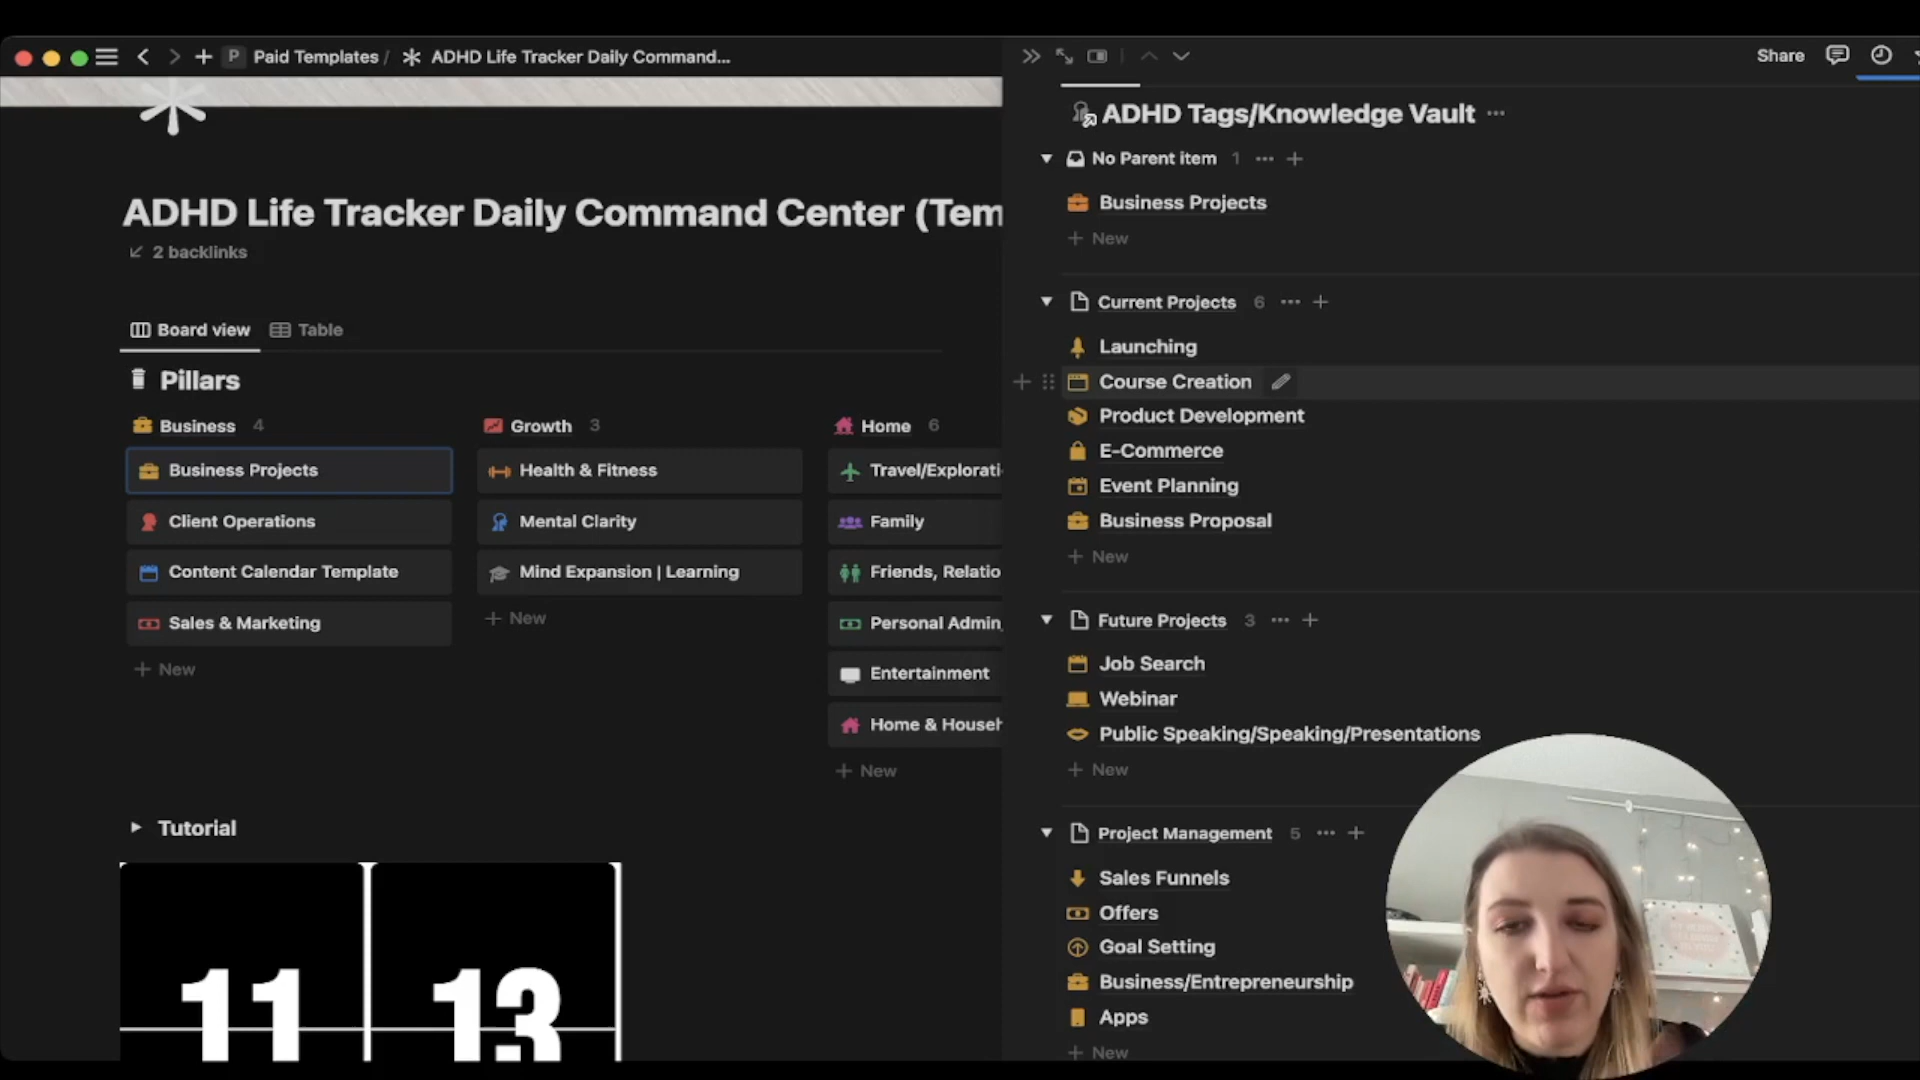 P Paid Templates / ADHD Life Tracker Daily Command...
Share
ADHD Life Tracker Daily Command Center (Tem
2 backlinks
Board view
Table
Pillars
Business 4
Business Projects
Client Operations
Content Calendar Template
Sales & Marketing
+ New
Growth 3
Health & Fitness
Mental Clarity
Mind Expansion | Learning
+ New
Home 6
Travel/Explorati
Family
Friends, Relatio
Personal Admin,
Entertainment
Home & Househ
+ New
Tutorial
11 13
ADHD Tags/Knowledge Vault ...
No Parent item 1 ... +
Business Projects
+ New
Current Projects 6 ... +
Launching
Course Creation
Product Development
E-Commerce
Event Planning
Business Proposal
+ New
Future Projects 3 ... +
Job Search
Webinar
Public Speaking/Speaking/Presentations
+ New
Project Management 5 ... +
Sales Funnels
Offers
Goal Setting
Business/Entrepreneurship
Apps
+ New